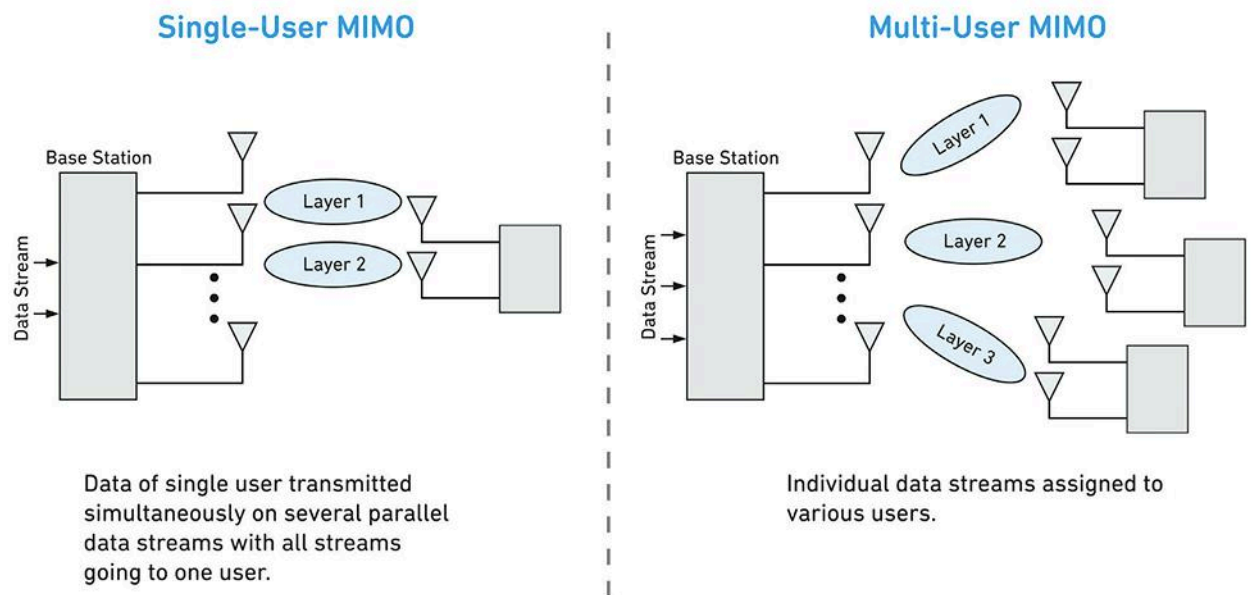 Single-User MIMO
Base Station
Data Stream
Layer 1
Layer 2
Data of single user transmitted
simultaneously on several parallel
data streams with all streams
going to one user.
Multi-User MIMO
Base Station
Data Stream
Layer 1
Layer 2
Layer 3
Individual data streams assigned to
various users.